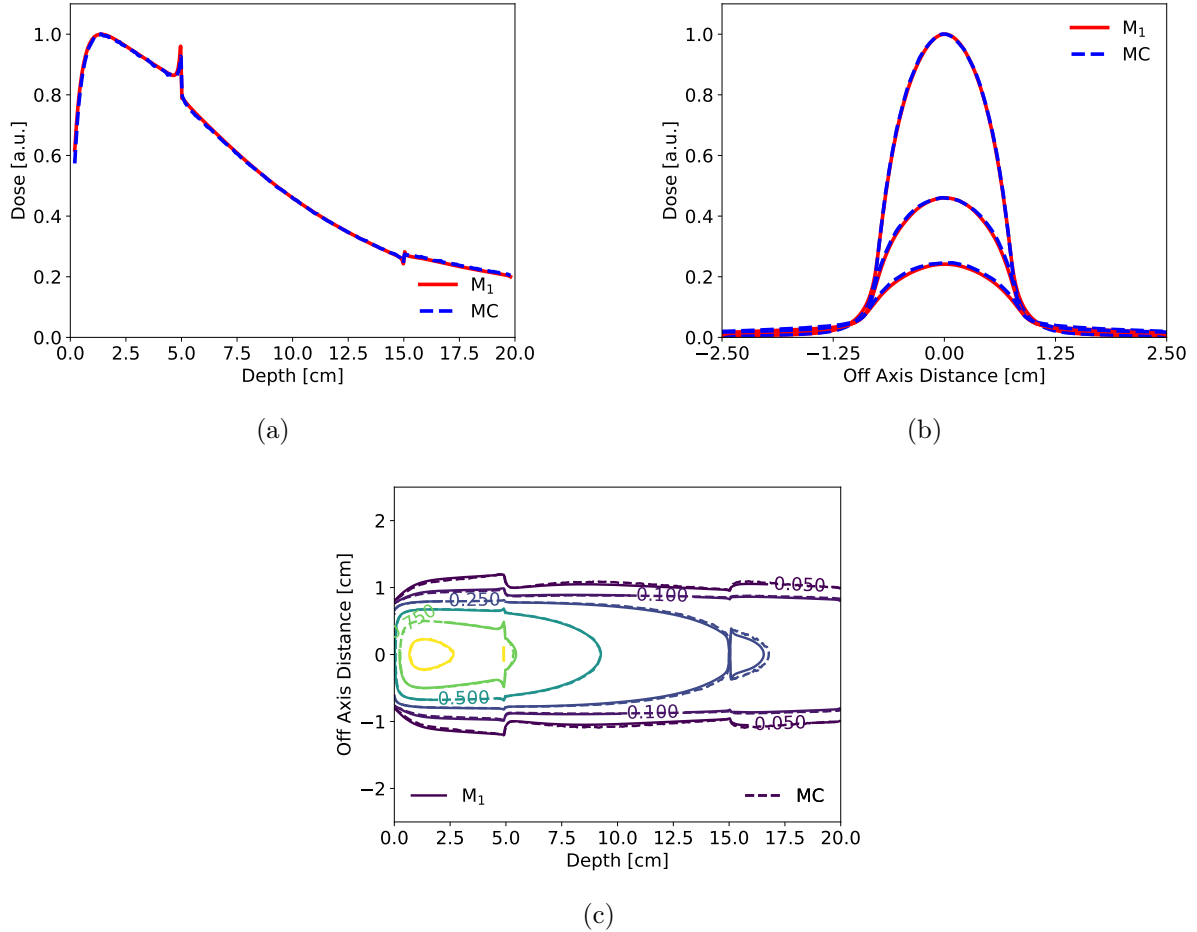 1.0
0.8
0.6
0.4
0.2
0.0
Dose [a.u.]
M₁
MC
0.0 2.5 5.0 7.5 10.0 12.5 15.0 17.5 20.0
Depth [cm]
(a)
M₁
MC
1.0
0.8
0.6
0.4
0.2
0.0
Dose [a.u.]
−2.50 −1.25 0.00 1.25 2.50
Off Axis Distance [cm]
(b)
2
1
0
−1
−2
Off Axis Distance [cm]
0.050
0.100
0.250
.750
0.500
0.100
0.050
M₁ MC
0.0 2.5 5.0 7.5 10.0 12.5 15.0 17.5 20.0
Depth [cm]
(c)